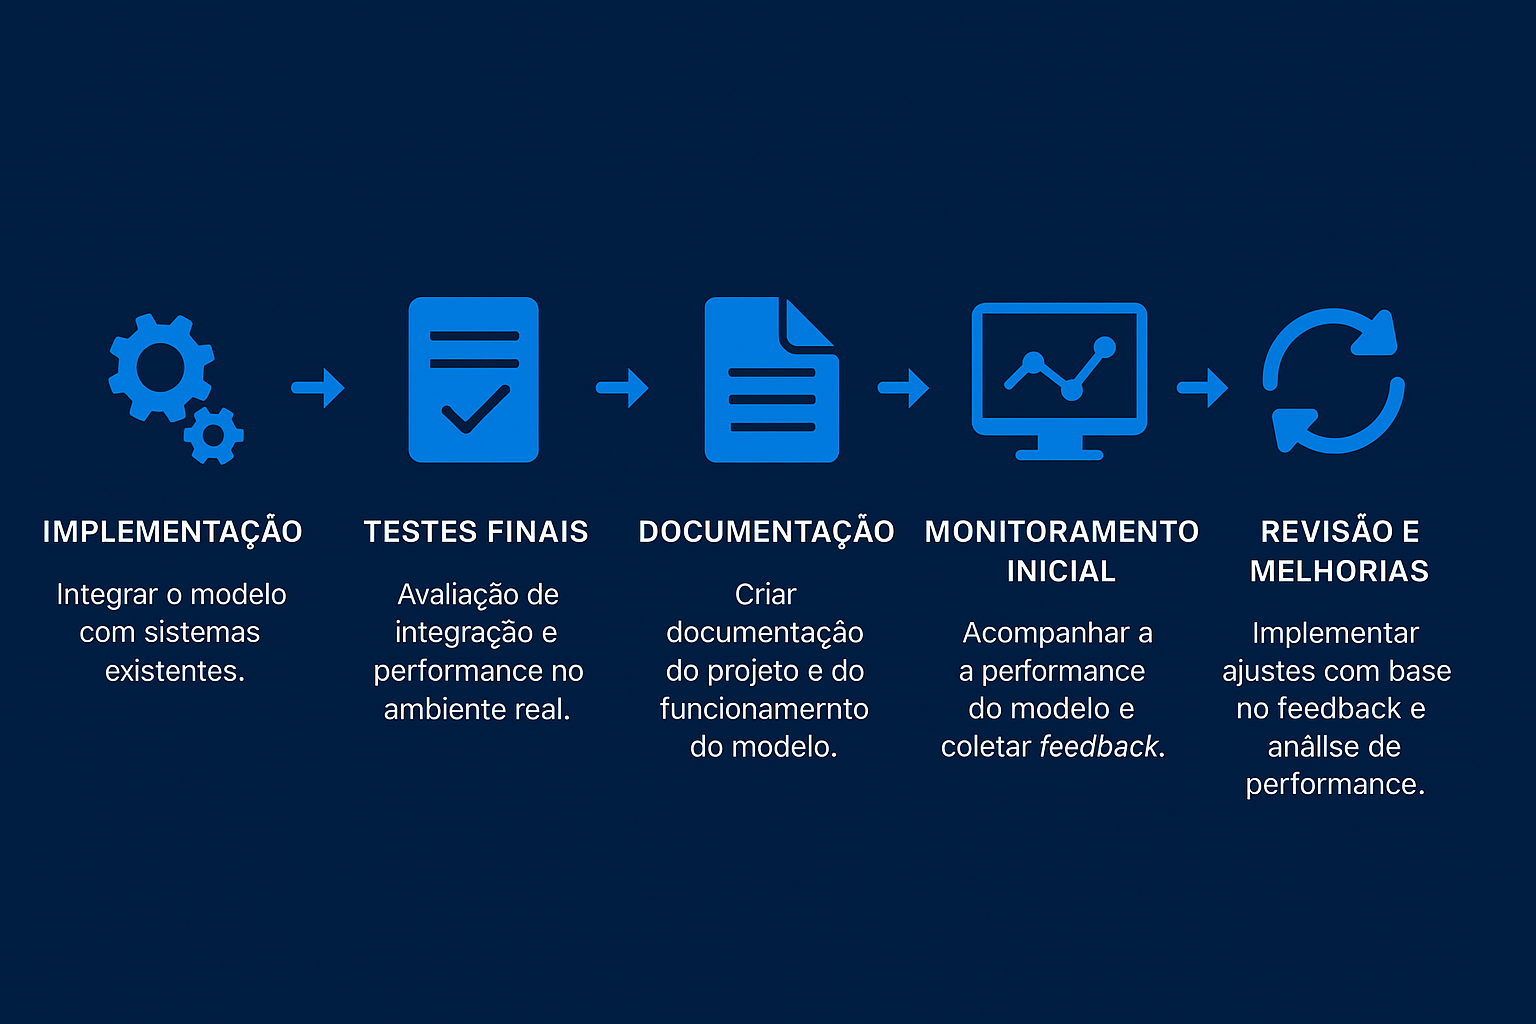 IMPLEMENTAÇÃO
Integrar o modelo
com sistemas
existentes.
TESTES FINAIS
Avaliação de
integração e
performance no
ambiente real.
DOCUMENTAÇÃO
Criar
documentaçâo
do projeto e do
funcionamernto
do modelo.
MONITORAMENTO
INICIAL
Acompanhar a
a performance
do modelo e
coletar feedback.
REVISÃO E
MELHORIAS
Implementar
ajustes com base
no feedback e
anâllse de
performance.